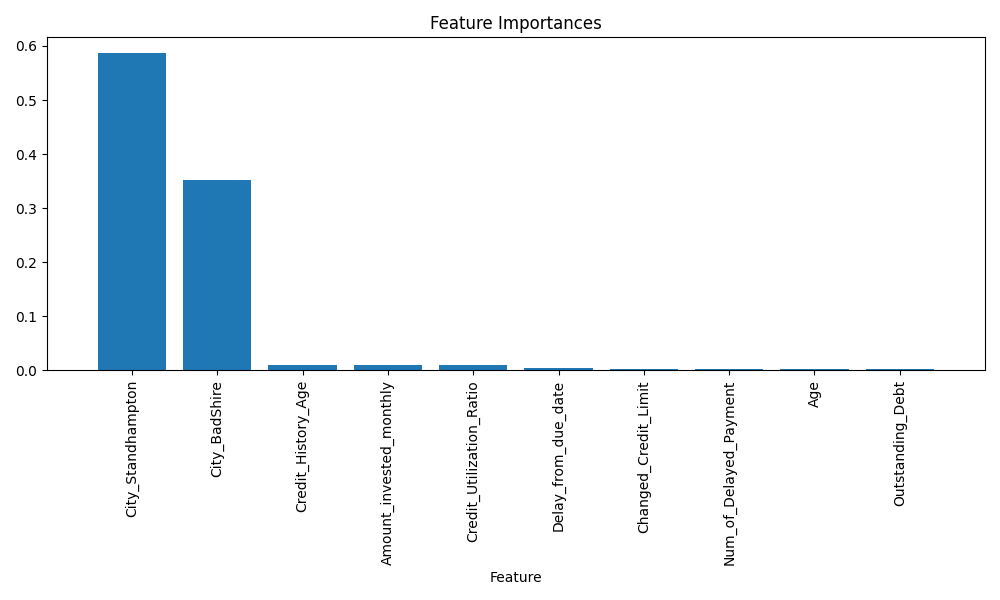 Feature Importances
0.6
0.5
0.4
0.3
0.2
0.1
0.0
City_Standhampton
City_BadShire
Credit_History_Age
Amount_invested_monthly
Credit_Utilization_Ratio
Delay_from_due_date
Changed_Credit_Limit
Num_of_Delayed_Payment
Age
Outstanding_Debt
Feature